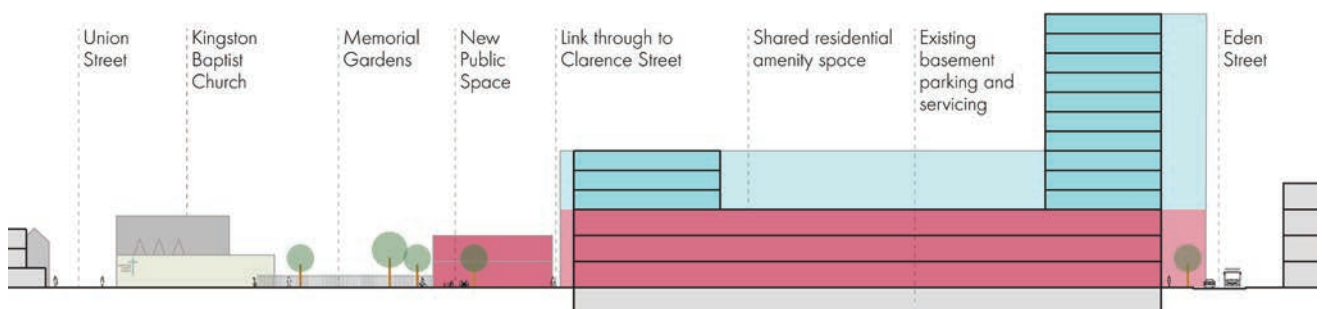 Union
Street
Kingston
Baptist
Church
Memorial
Gardens
New
Public
Space
Link through to
Clarence Street
Shared residential
amenity space
Existing
basement
parking and
servicing
Eden
Street